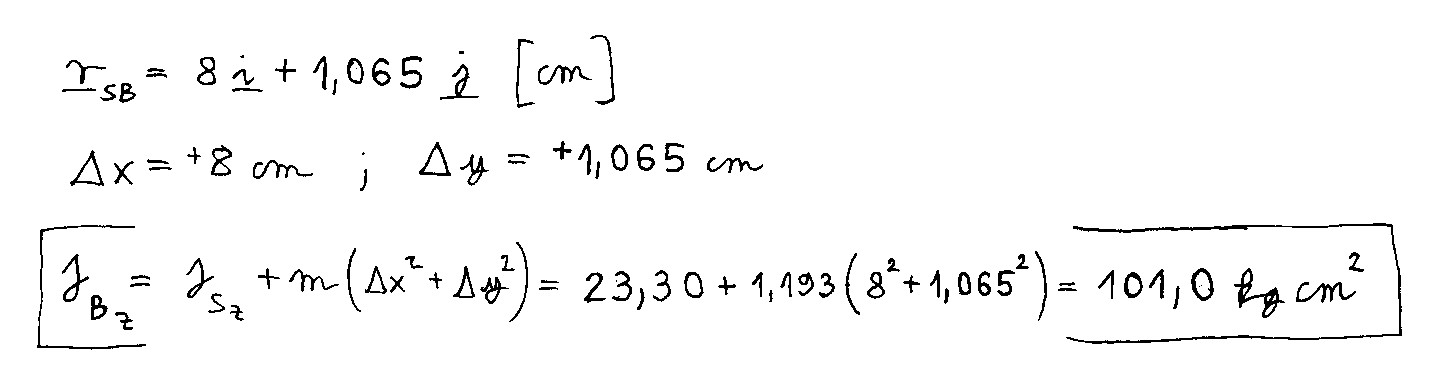 r_SB = 8 i + 1,065 j [cm]
Δx = +8 cm ; Δy = +1,065 cm
J_Bz = J_Sz + m(Δx² + Δy²) = 23,30 + 1,193(8² + 1,065²) = 101,0 kg cm²